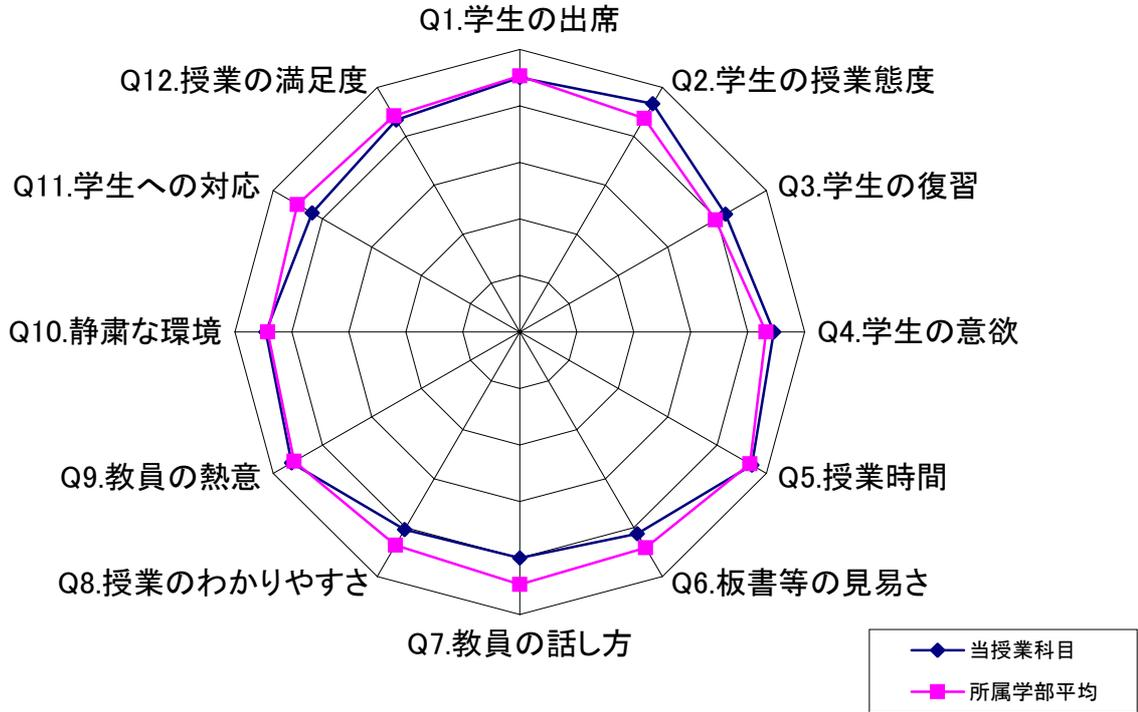 Q1.学生の出席
Q2.学生の授業態度
Q3.学生の復習
Q4.学生の意欲
Q5.授業時間
Q6.板書等の見易さ
Q7.教員の話し方
Q8.授業のわかりやすさ
Q9.教員の熱意
Q10.静粛な環境
Q11.学生への対応
Q12.授業の満足度
当授業科目
所属学部平均